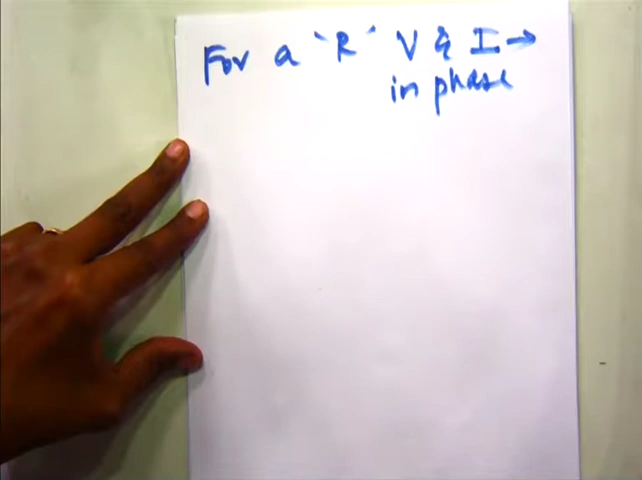 For a `R´ V & I →
in phase